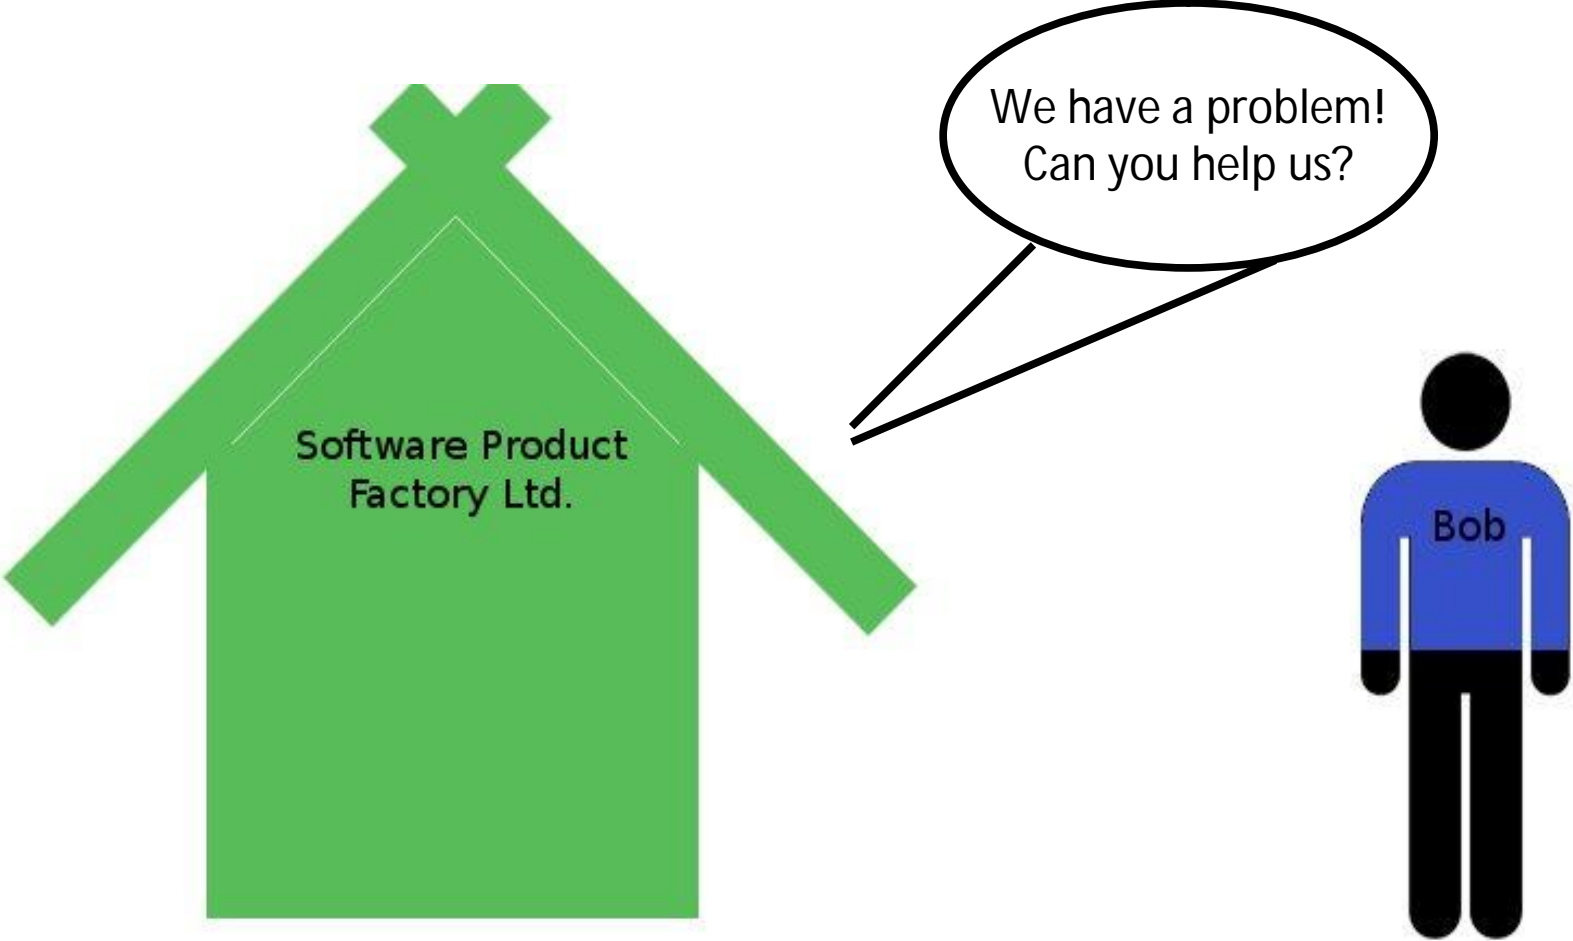 We have a problem!
Can you help us?
Software Product
Factory Ltd.
Bob